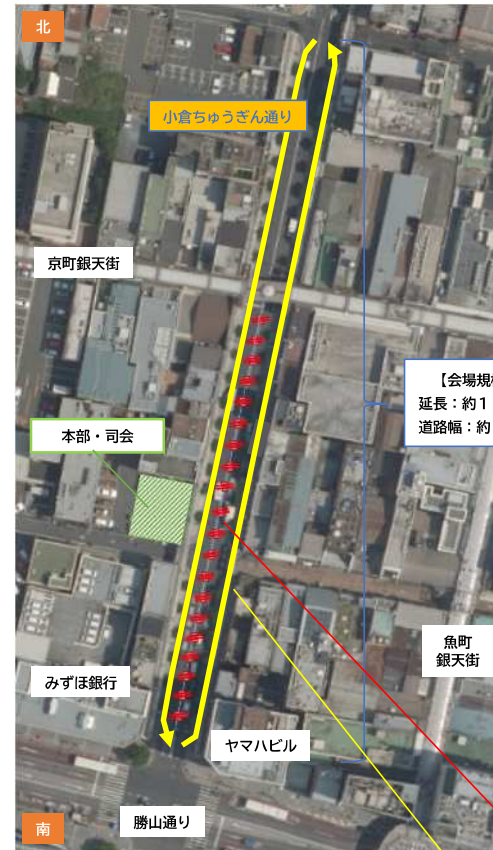 北
小倉ちゅうぎん通り
京町銀天街
【会場規
延長：約１
道路幅：約
本部・司会
魚町
銀天街
みずほ銀行
ヤマハビル
勝山通り
南